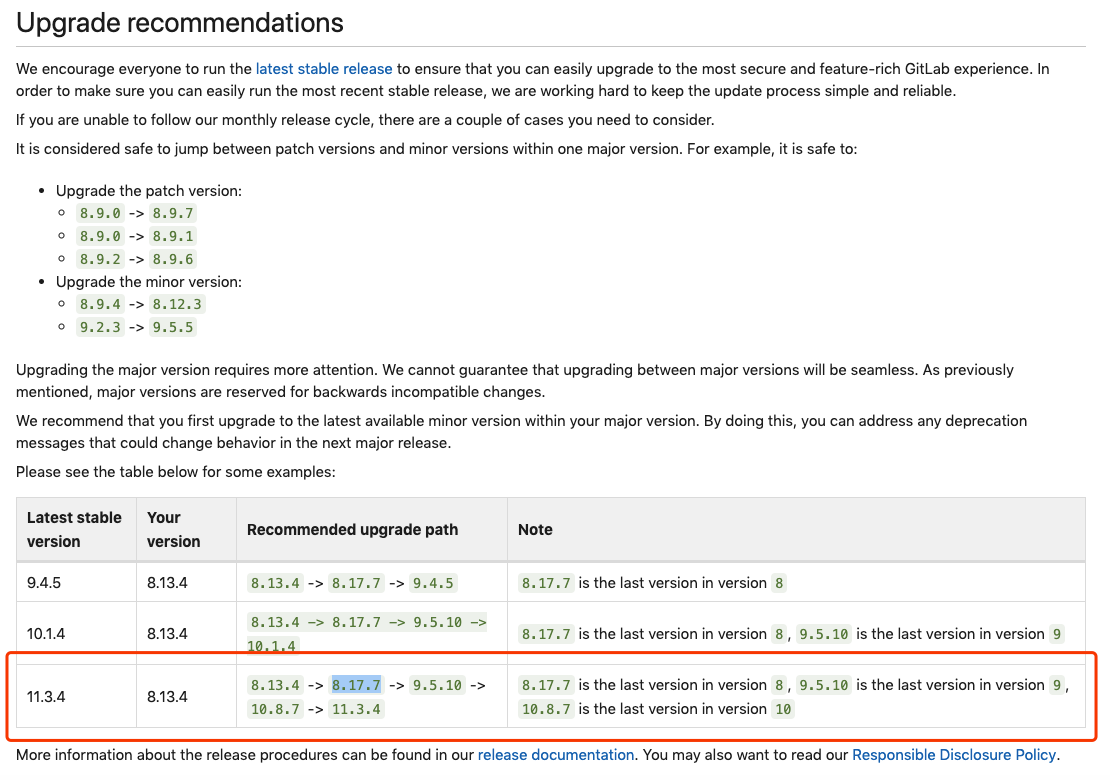 Upgrade recommendations
We encourage everyone to run the latest stable release to ensure that you can easily upgrade to the most secure and feature-rich GitLab experience. In
order to make sure you can easily run the most recent stable release, we are working hard to keep the update process simple and reliable.
If you are unable to follow our monthly release cycle, there are a couple of cases you need to consider.
It is considered safe to jump between patch versions and minor versions within one major version. For example, it is safe to:
• Upgrade the patch version:
◦ 8.9.0 -> 8.9.7
◦ 8.9.0 -> 8.9.1
◦ 8.9.2 -> 8.9.6
• Upgrade the minor version:
◦ 8.9.4 -> 8.12.3
◦ 9.2.3 -> 9.5.5
Upgrading the major version requires more attention. We cannot guarantee that upgrading between major versions will be seamless. As previously
mentioned, major versions are reserved for backwards incompatible changes.
We recommend that you first upgrade to the latest available minor version within your major version. By doing this, you can address any deprecation
messages that could change behavior in the next major release.
Please see the table below for some examples:
Latest stable
version
Your
version
Recommended upgrade path
Note
9.4.5
8.13.4
8.13.4 -> 8.17.7 -> 9.4.5
8.17.7 is the last version in version 8
10.1.4
8.13.4
8.13.4 -> 8.17.7 -> 9.5.10 ->
10.1.4
8.17.7 is the last version in version 8, 9.5.10 is the last version in version 9
11.3.4
8.13.4
8.13.4 -> 8.17.7 -> 9.5.10 ->
10.8.7 -> 11.3.4
8.17.7 is the last version in version 8, 9.5.10 is the last version in version 9,
10.8.7 is the last version in version 10
More information about the release procedures can be found in our release documentation. You may also want to read our Responsible Disclosure Policy.